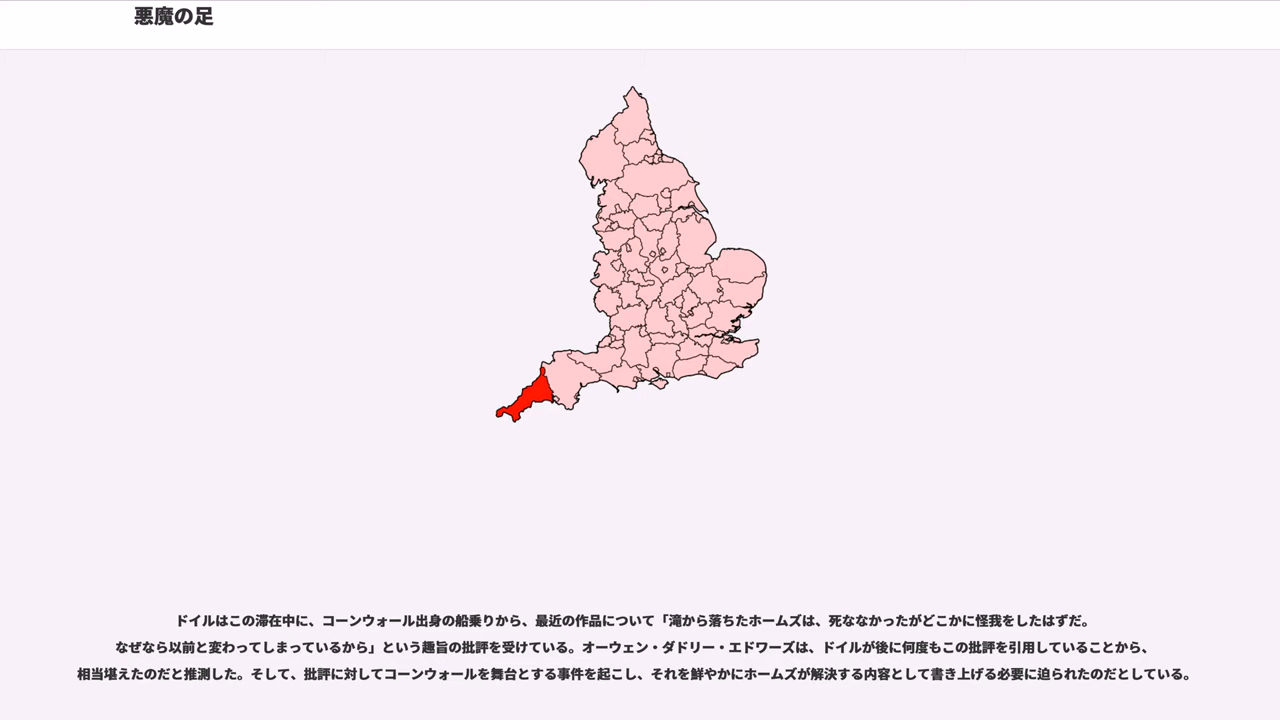 悪魔の足
ドイルはこの滞在中に、コーンウォール出身の船乗りから、最近の作品について「滝から落ちたホームズは、死ななかったがどこかに怪我をしたはずだ。
なぜなら以前と変わってしまっているから」という趣旨の批評を受けている。オーウェン・ダドリー・エドワーズは、ドイルが後に何度もこの批評を引用していることから、
相当堪えたのだと推測した。そして、批評に対してコーンウォールを舞台とする事件を起こし、それを鮮やかにホームズが解決する内容として書き上げる必要に迫られたのだとしている。